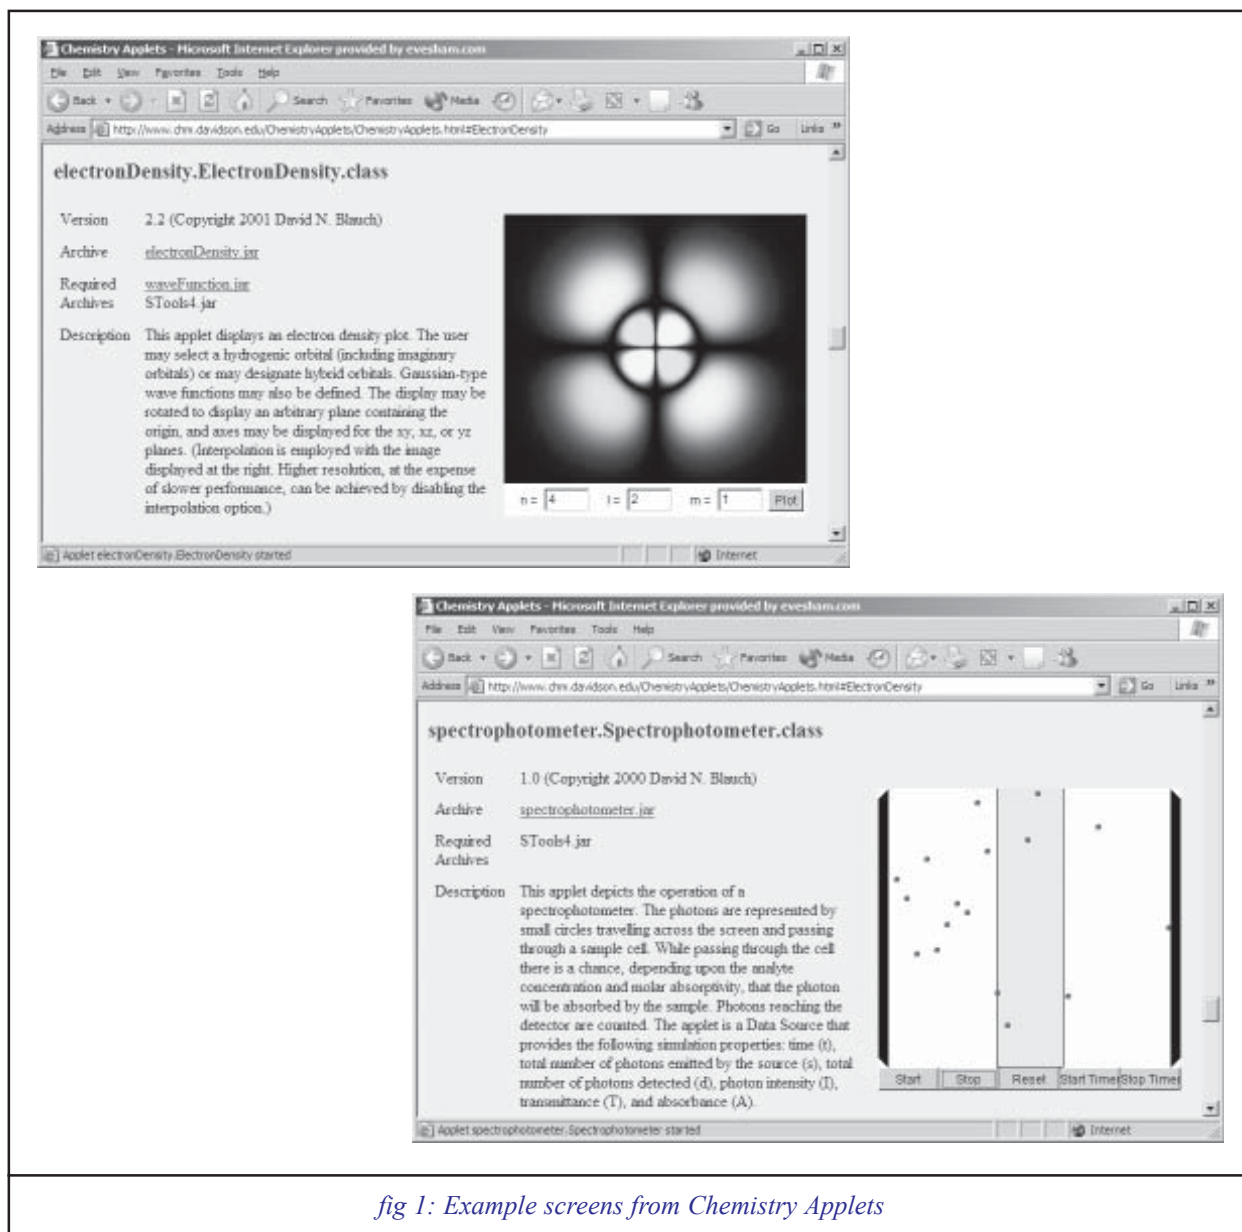 Chemistry Applets - Microsoft Internet Explorer provided by evesham.com
File Edit View Favorites Tools Help
Back Search Favorites Media
Address http://www.chm.davidson.edu/ChemistryApplets/ChemistryApplets.html#ElectronDensity Go Links »
electronDensity.ElectronDensity.class
Version 2.2 (Copyright 2001 David N. Blauch)
Archive electronDensity.jar
Required waveFunction.jar
Archives STools4.jar
Description This applet displays an electron density plot. The user
may select a hydrogenic orbital (including imaginary
orbitals) or may designate hybrid orbitals. Gaussian-type
wave functions may also be defined. The display may be
rotated to display an arbitrary plane containing the
origin, and axes may be displayed for the xy, xz, or yz
planes. (Interpolation is employed with the image
displayed at the right. Higher resolution, at the expense
of slower performance, can be achieved by disabling the
interpolation option.)
n = 4 l = 2 m = 1 Plot
Applet electronDensity.ElectronDensity started Internet
Chemistry Applets - Microsoft Internet Explorer provided by evesham.com
File Edit View Favorites Tools Help
Back Search Favorites Media
Address http://www.chm.davidson.edu/ChemistryApplets/ChemistryApplets.html#ElectronDensity Go Links »
spectrophotometer.Spectrophotometer.class
Version 1.0 (Copyright 2000 David N. Blauch)
Archive spectrophotometer.jar
Required STools4.jar
Archives
Description This applet depicts the operation of a
spectrophotometer. The photons are represented by
small circles travelling across the screen and passing
through a sample cell. While passing through the cell
there is a chance, depending upon the analyte
concentration and molar absorptivity, that the photon
will be absorbed by the sample. Photons reaching the
detector are counted. The applet is a Data Source that
provides the following simulation properties: time (t),
total number of photons emitted by the source (s), total
number of photons detected (d), photon intensity (I),
transmittance (T), and absorbance (A).
Start Stop Reset Start Timer Stop Timer
Applet spectrophotometer.Spectrophotometer started Internet
fig 1: Example screens from Chemistry Applets